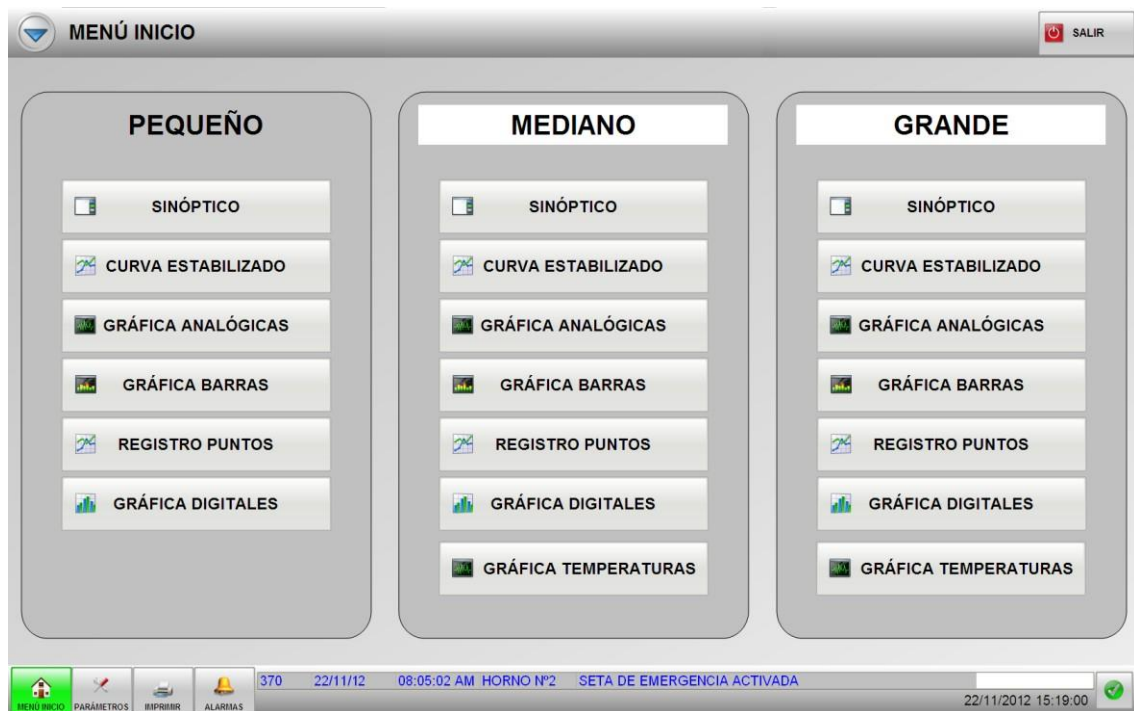 MENÚ INICIO
SALIR
PEQUEÑO
SINÓPTICO
CURVA ESTABILIZADO
GRÁFICA ANALÓGICAS
GRÁFICA BARRAS
REGISTRO PUNTOS
GRÁFICA DIGITALES
MEDIANO
SINÓPTICO
CURVA ESTABILIZADO
GRÁFICA ANALÓGICAS
GRÁFICA BARRAS
REGISTRO PUNTOS
GRÁFICA DIGITALES
GRÁFICA TEMPERATURAS
GRANDE
SINÓPTICO
CURVA ESTABILIZADO
GRÁFICA ANALÓGICAS
GRÁFICA BARRAS
REGISTRO PUNTOS
GRÁFICA DIGITALES
GRÁFICA TEMPERATURAS
MENÚ INICIO
PARÁMETROS
IMPRIMIR
ALARMAS
370 22/11/12 08:05:02 AM HORNO Nº2 SETA DE EMERGENCIA ACTIVADA
22/11/2012 15:19:00